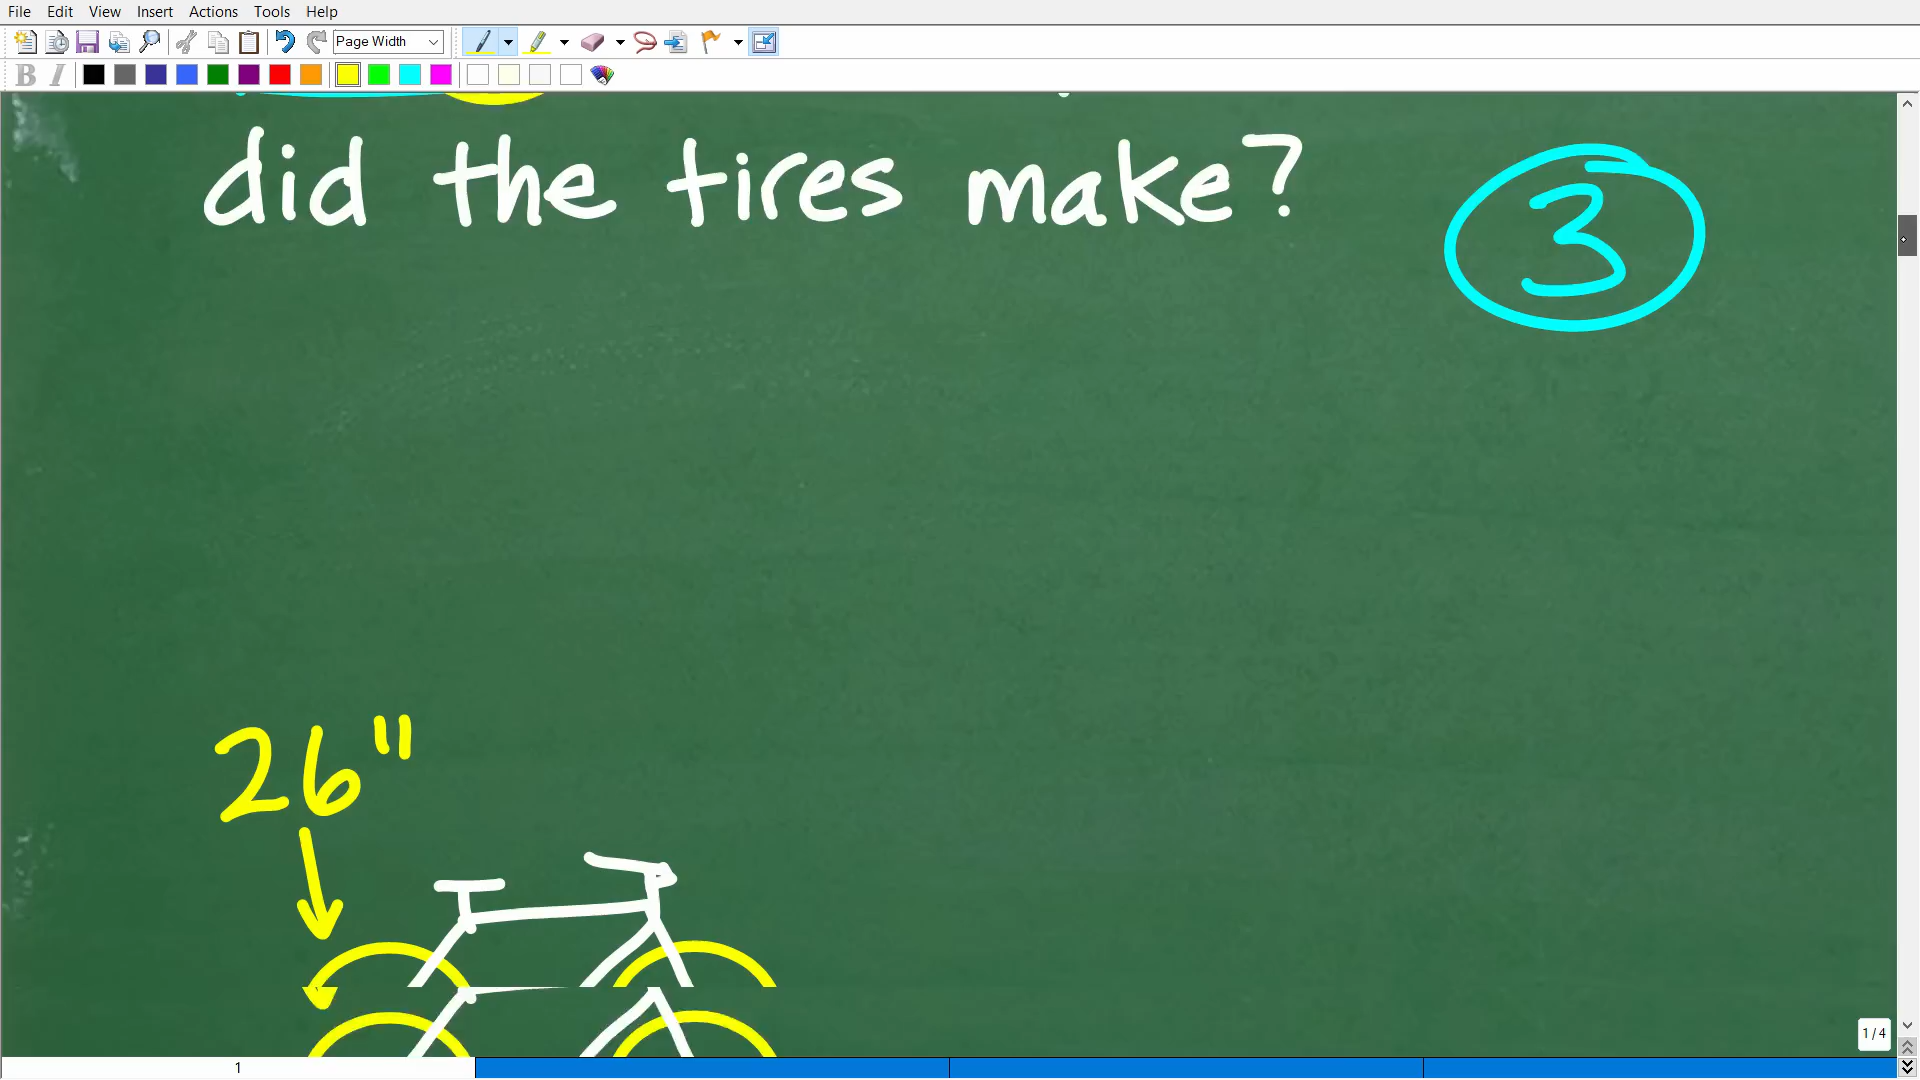 File Edit View Insert Actions Tools Help
Page Width
B I
did the tires make?
3
26"
1 / 4
1